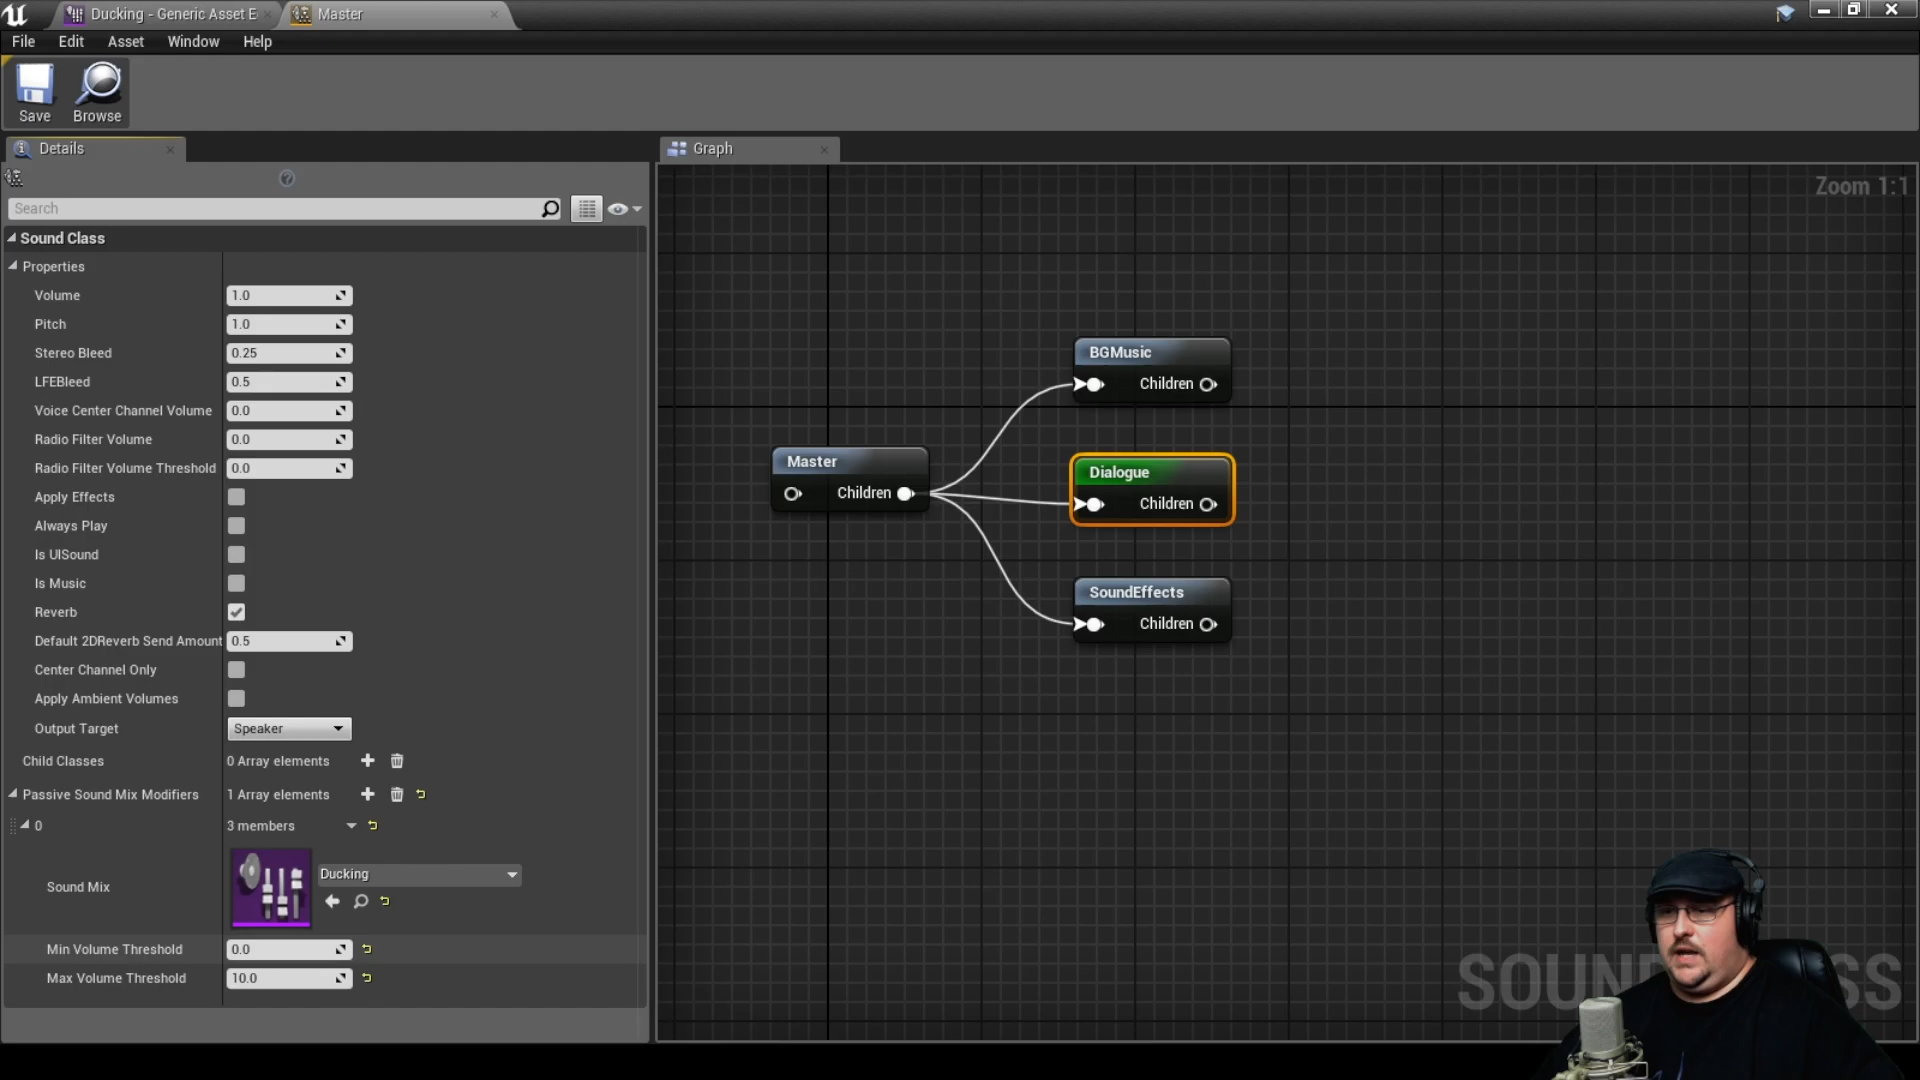 Ducking - Generic Asset E
Master
File
Edit
Asset
Window
Help
Save
Browse
Details
Graph
Search
Zoom 1:1
Sound Class
Properties
Volume
1.0
Pitch
1.0
Stereo Bleed
0.25
LFEBleed
0.5
Voice Center Channel Volume
0.0
Radio Filter Volume
0.0
Radio Filter Volume Threshold
0.0
Apply Effects
Always Play
Is UISound
Is Music
Reverb
Default 2DReverb Send Amount
0.5
Center Channel Only
Apply Ambient Volumes
Output Target
Speaker
Child Classes
0 Array elements
Passive Sound Mix Modifiers
1 Array elements
0
3 members
Sound Mix
Ducking
Min Volume Threshold
0.0
Max Volume Threshold
10.0
BGMusic
Children
Master
Children
Dialogue
Children
SoundEffects
Children